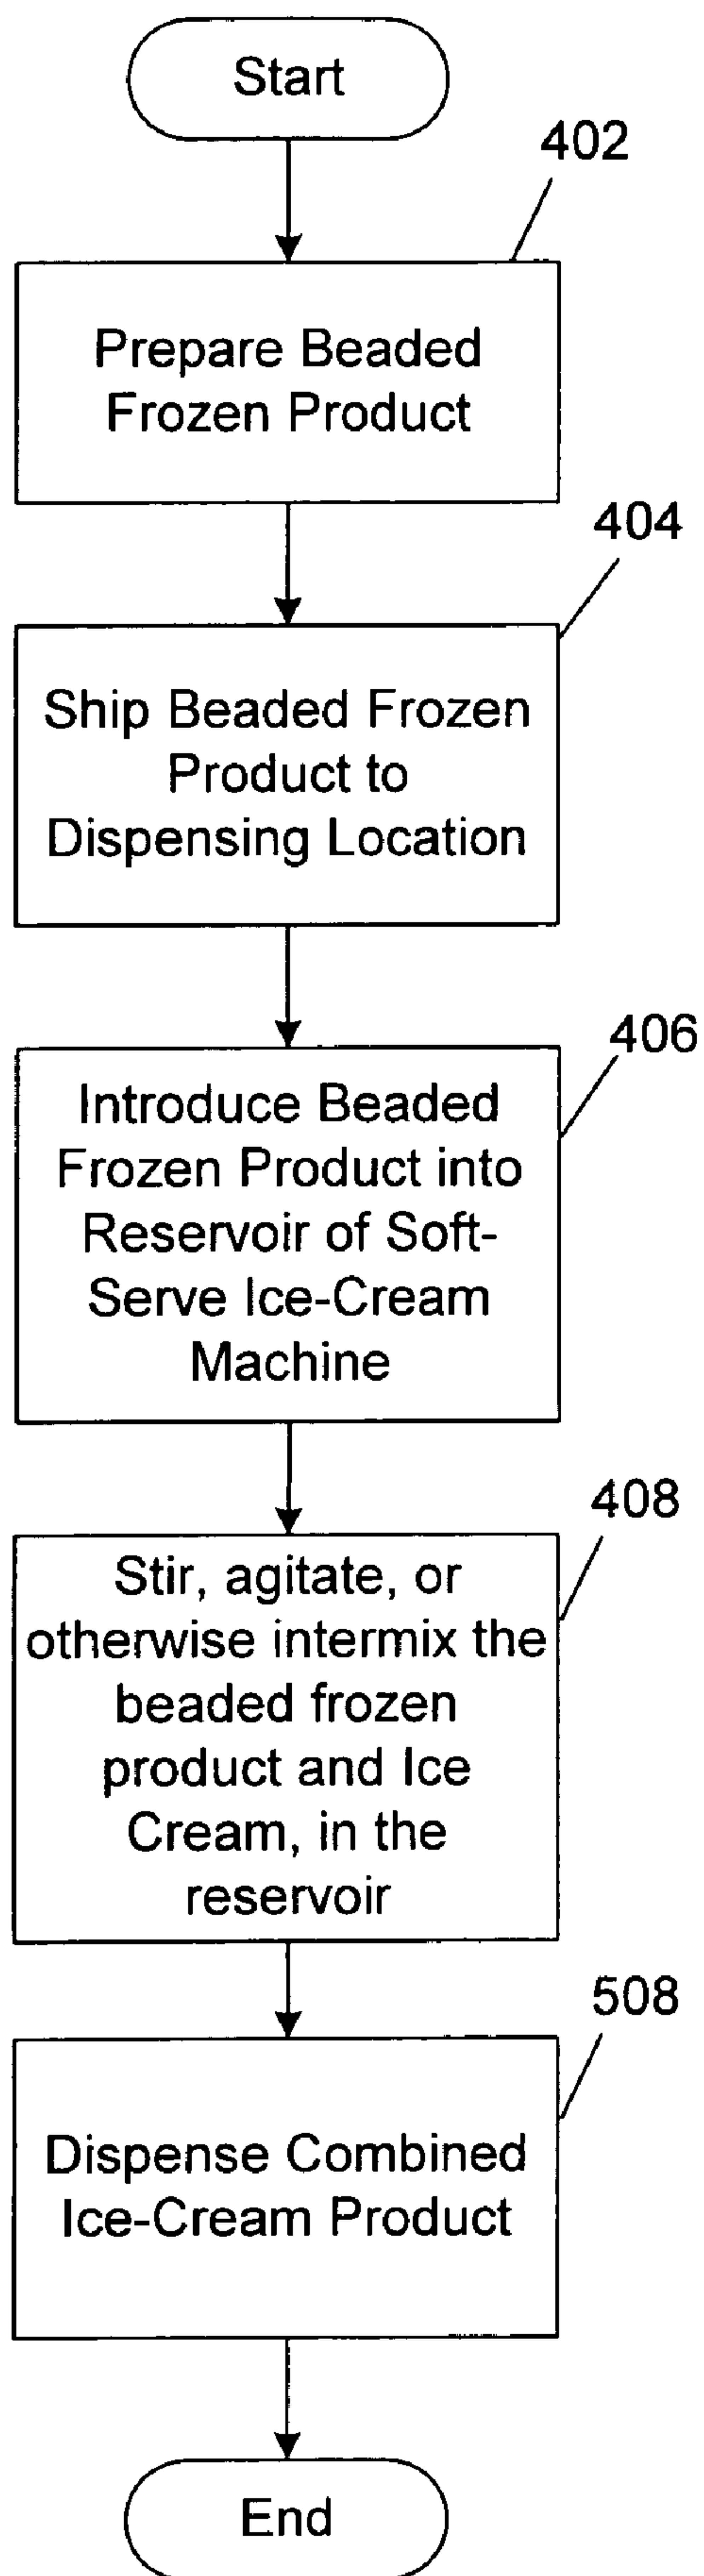 Start
402
Prepare Beaded
Frozen Product
404
Ship Beaded Frozen
Product to
Dispensing Location
406
Introduce Beaded
Frozen Product into
Reservoir of Soft-
Serve Ice-Cream
Machine
408
Stir, agitate, or
otherwise intermix the
beaded frozen
product and Ice
Cream, in the
reservoir
508
Dispense Combined
Ice-Cream Product
End